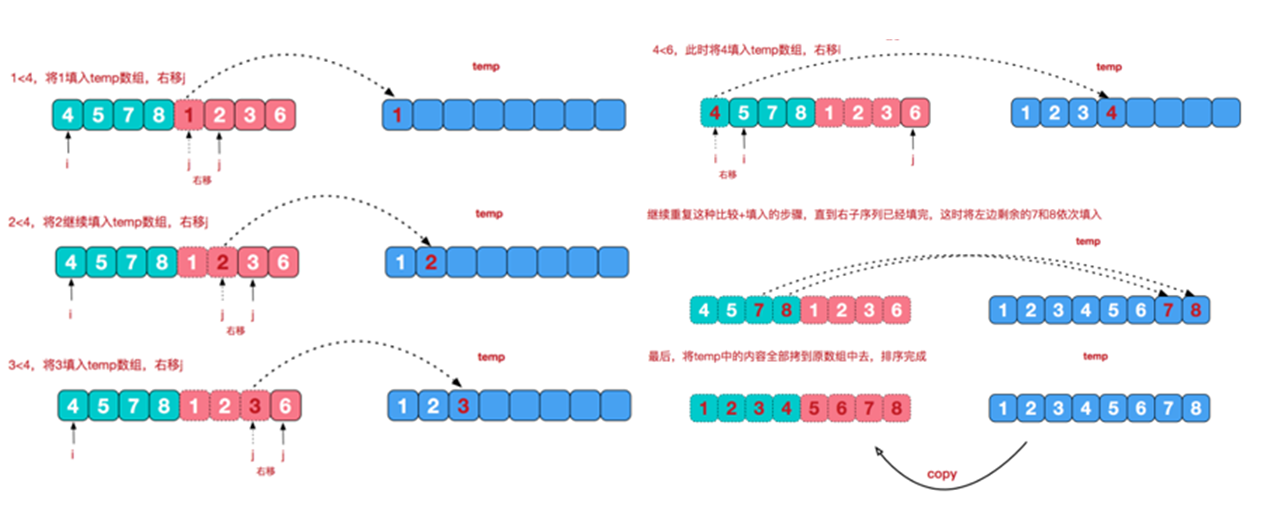 1<4，将1填入temp数组，右移j
temp
4 5 7 8 1 2 3 6
1
i j j
右移
2<4，将2继续填入temp数组，右移j
temp
4 5 7 8 1 2 3 6
1 2
i j j
右移
3<4，将3填入temp数组，右移j
temp
4 5 7 8 1 2 3 6
1 2 3
i j j
右移
4<6，此时将4填入temp数组，右移i
temp
4 5 7 8 1 2 3 6
1 2 3 4
i i j
右移
继续重复这种比较+填入的步骤，直到右子序列已经填完，这时将左边剩余的7和8依次填入
temp
4 5 7 8 1 2 3 6
1 2 3 4 5 6 7 8
最后，将temp中的内容全部拷到原数组中去，排序完成
temp
1 2 3 4 5 6 7 8
1 2 3 4 5 6 7 8
copy